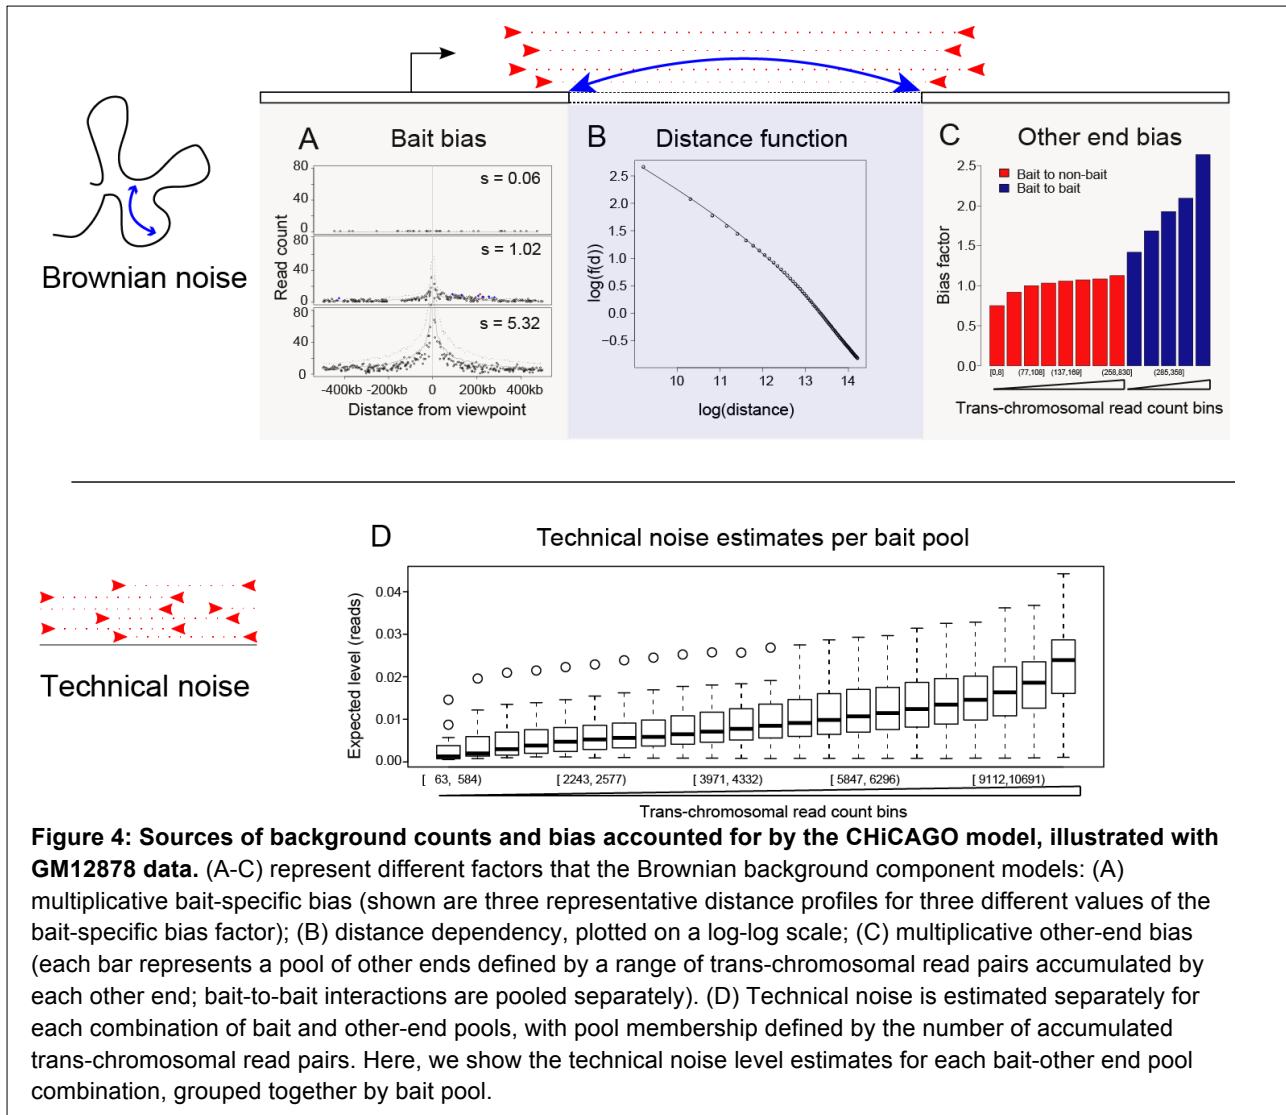 A
Bait bias
s = 0.06
s = 1.02
s = 5.32
Read count
80
40
0
80
40
0
80
40
0
-400kb -200kb 0 200kb 400kb
Distance from viewpoint
B
Distance function
log(f(d))
2.5
2.0
1.5
1.0
0.5
0.0
−0.5
10 11 12 13 14
log(distance)
C
Other end bias
Bait to non-bait
Bait to bait
Bias factor
2.5
2.0
1.5
1.0
0.5
0.0
[0,8] (77,108] (137,169] (258,830] (285,358]
Trans-chromosomal read count bins
Brownian noise
D
Technical noise estimates per bait pool
Expected level (reads)
0.04
0.03
0.02
0.01
0.00
[ 63, 584) [ 2243, 2577) [ 3971, 4332) [ 5847, 6296) [ 9112,10691)
Trans-chromosomal read count bins
Technical noise
Figure 4: Sources of background counts and bias accounted for by the CHiCAGO model, illustrated with
GM12878 data. (A-C) represent different factors that the Brownian background component models: (A)
multiplicative bait-specific bias (shown are three representative distance profiles for three different values of the
bait-specific bias factor); (B) distance dependency, plotted on a log-log scale; (C) multiplicative other-end bias
(each bar represents a pool of other ends defined by a range of trans-chromosomal read pairs accumulated by
each other end; bait-to-bait interactions are pooled separately). (D) Technical noise is estimated separately for
each combination of bait and other-end pools, with pool membership defined by the number of accumulated
trans-chromosomal read pairs. Here, we show the technical noise level estimates for each bait-other end pool
combination, grouped together by bait pool.